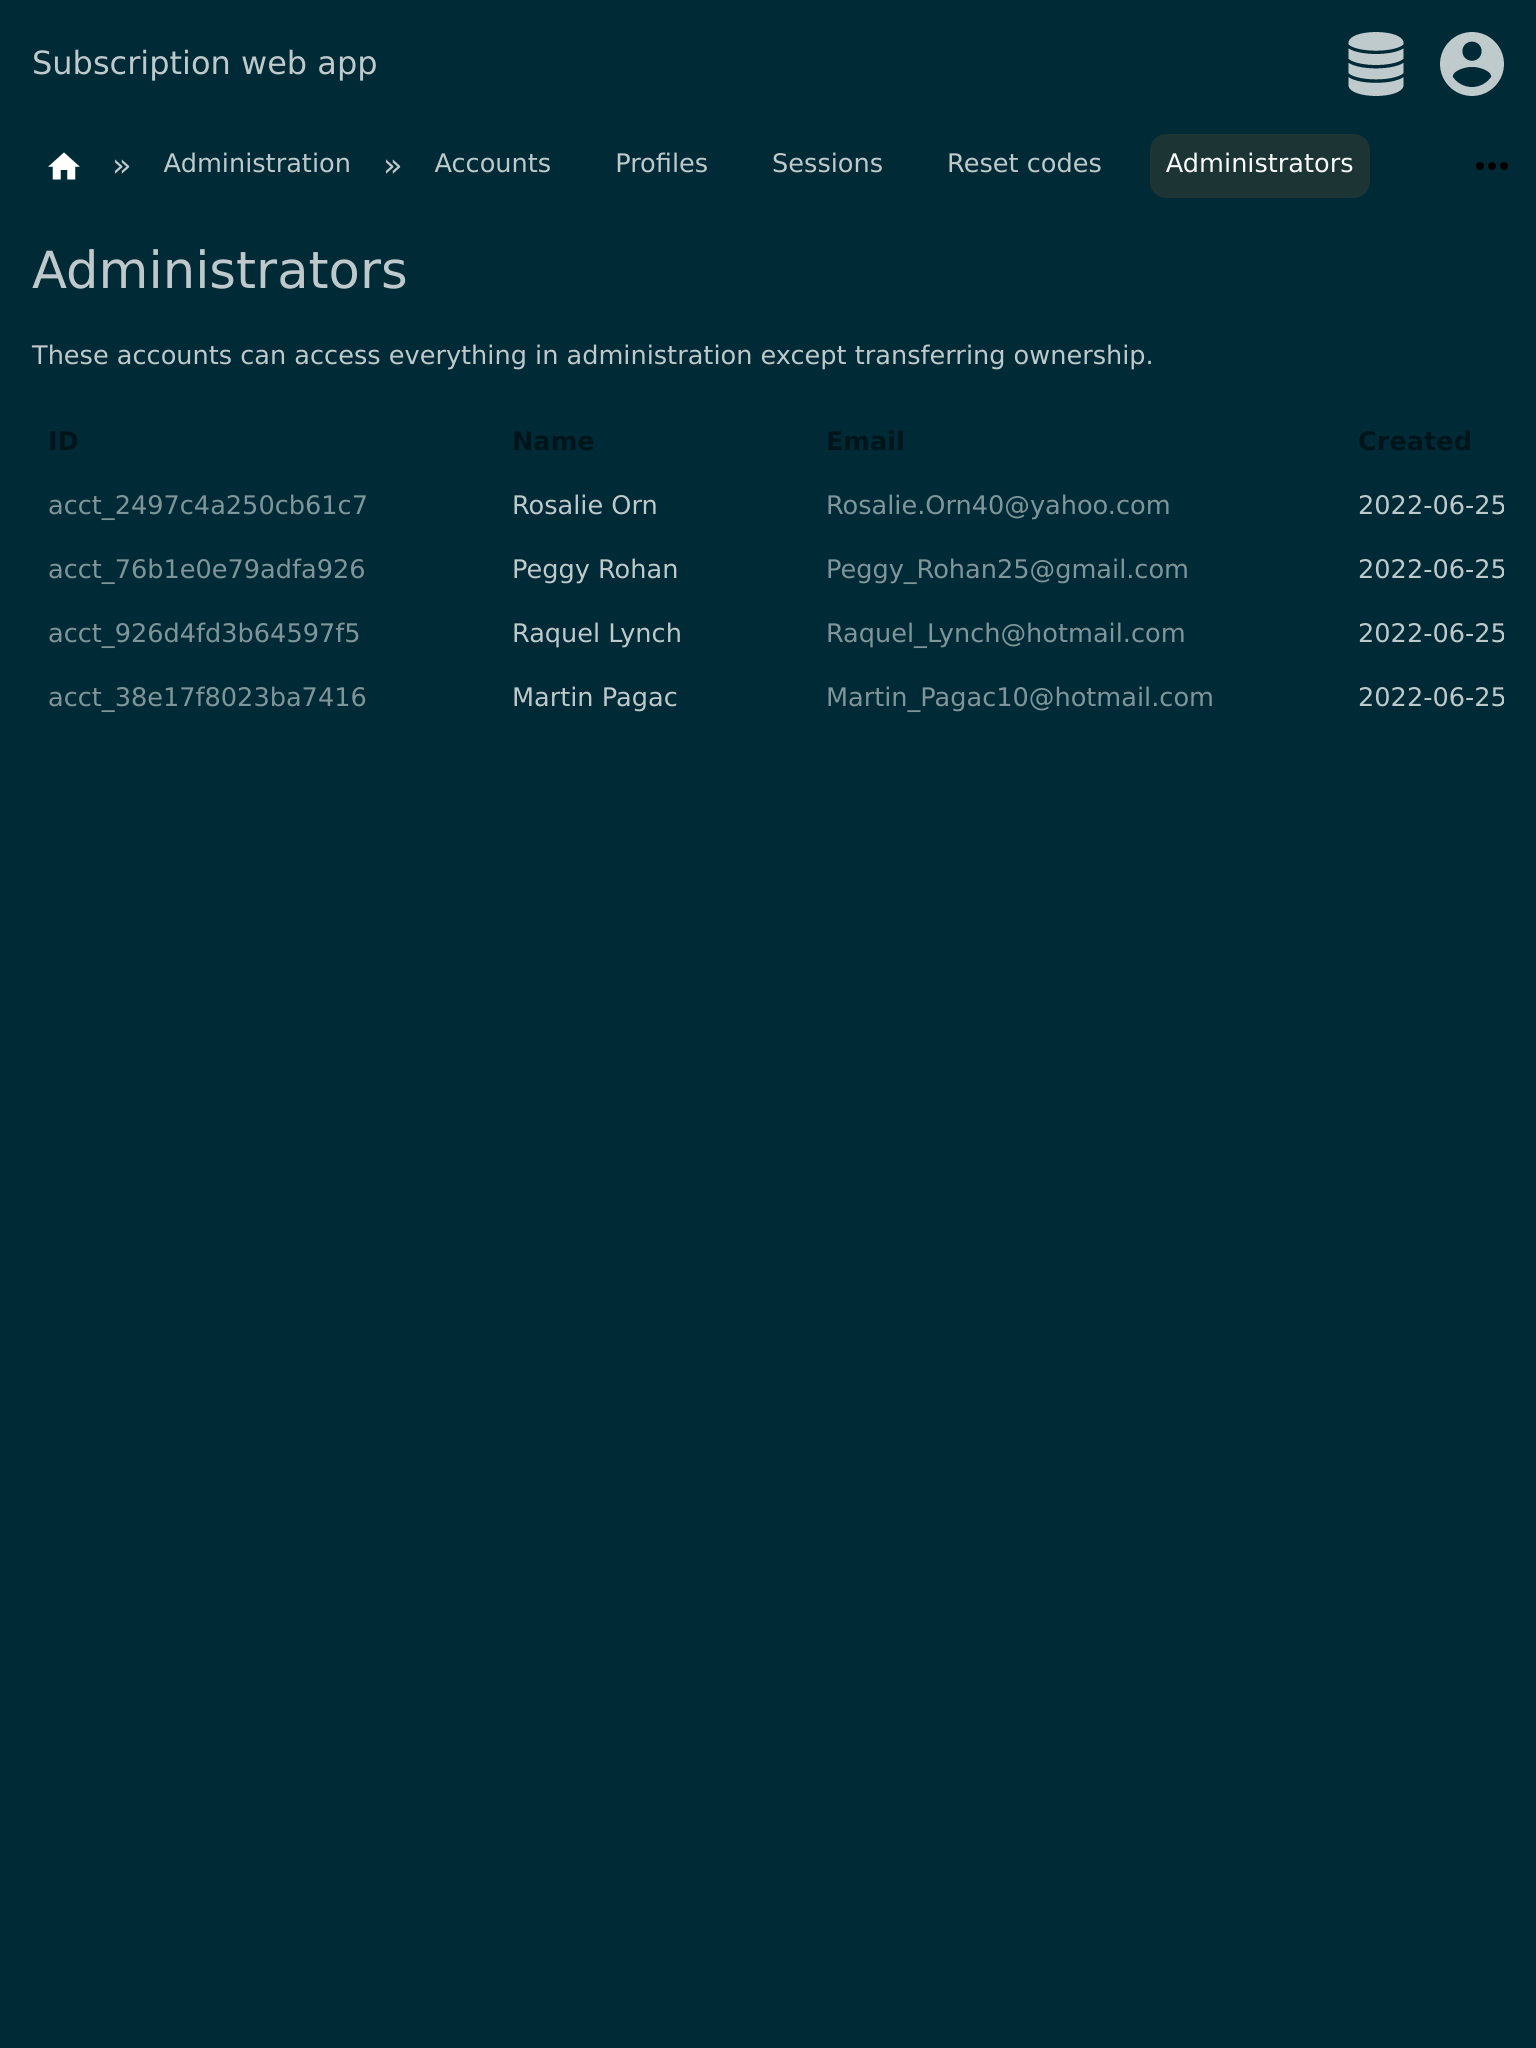 Subscription web app
» Administration » Accounts Profiles Sessions Reset codes Administrators
Administrators
These accounts can access everything in administration except transferring ownership.
ID Name Email Created
acct_2497c4a250cb61c7 Rosalie Orn Rosalie.Orn40@yahoo.com 2022-06-25
acct_76b1e0e79adfa926 Peggy Rohan Peggy_Rohan25@gmail.com 2022-06-25
acct_926d4fd3b64597f5 Raquel Lynch Raquel_Lynch@hotmail.com 2022-06-25
acct_38e17f8023ba7416 Martin Pagac Martin_Pagac10@hotmail.com 2022-06-25